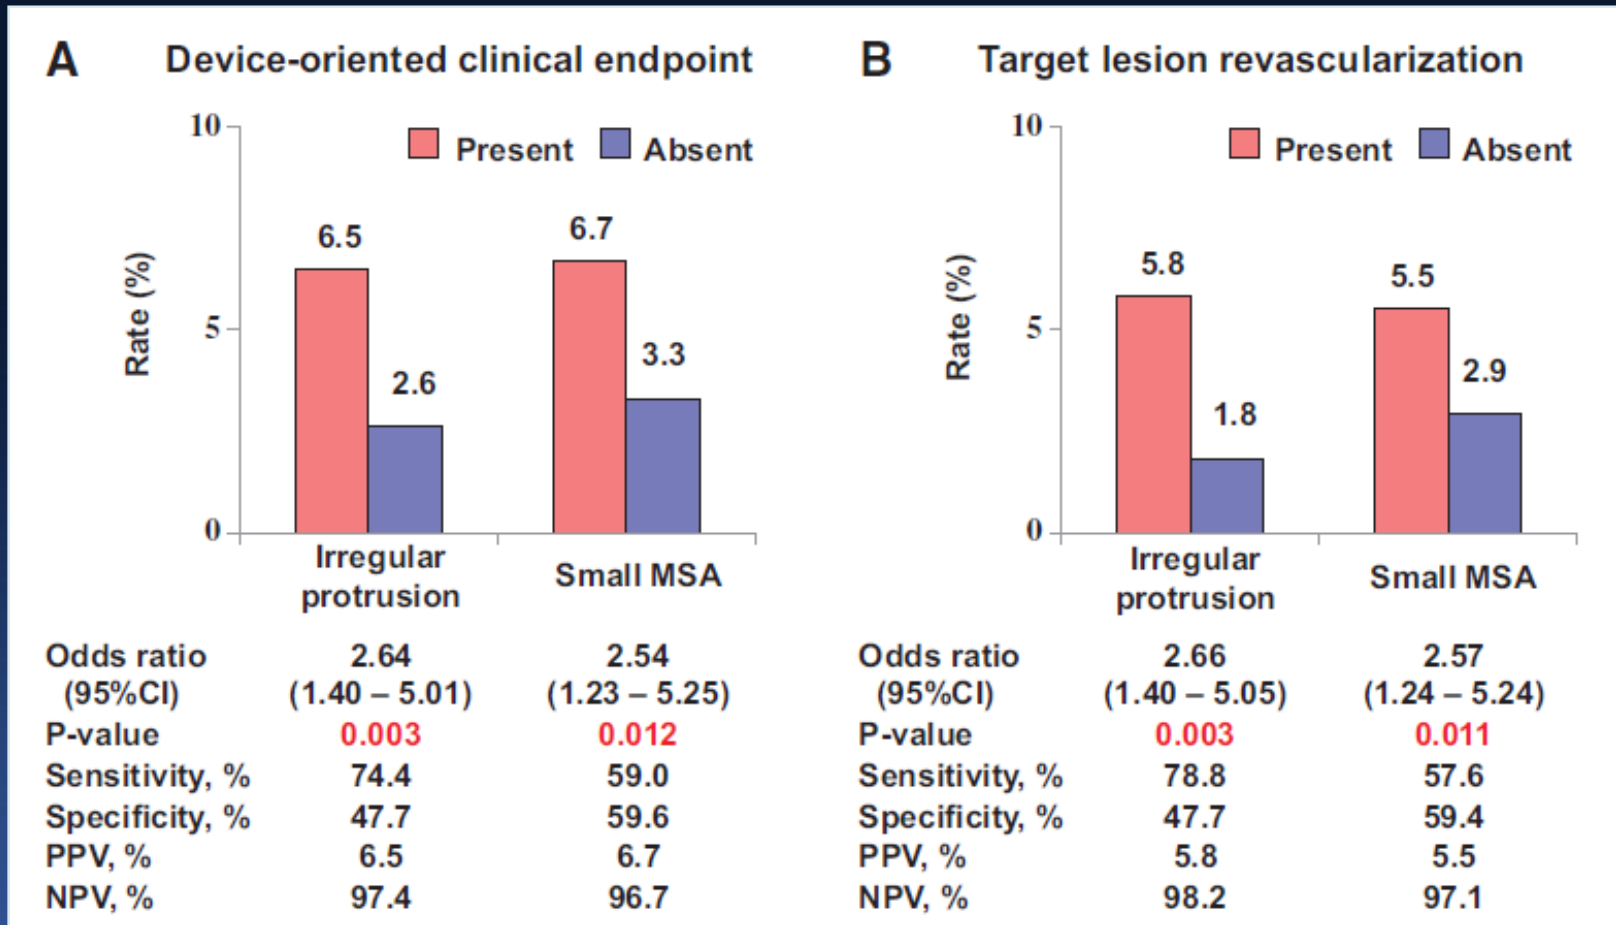 A Device-oriented clinical endpoint
10
Present Absent
6.5
6.7
Rate (%)
5
2.6
3.3
0
Irregular
protrusion
Small MSA
Odds ratio 2.64 2.54
(95%CI) (1.40 – 5.01) (1.23 – 5.25)
P-value 0.003 0.012
Sensitivity, % 74.4 59.0
Specificity, % 47.7 59.6
PPV, % 6.5 6.7
NPV, % 97.4 96.7
B Target lesion revascularization
10
Present Absent
5.8
5.5
Rate (%)
5
1.8
2.9
0
Irregular
protrusion
Small MSA
Odds ratio 2.66 2.57
(95%CI) (1.40 – 5.05) (1.24 – 5.24)
P-value 0.003 0.011
Sensitivity, % 78.8 57.6
Specificity, % 47.7 59.4
PPV, % 5.8 5.5
NPV, % 98.2 97.1